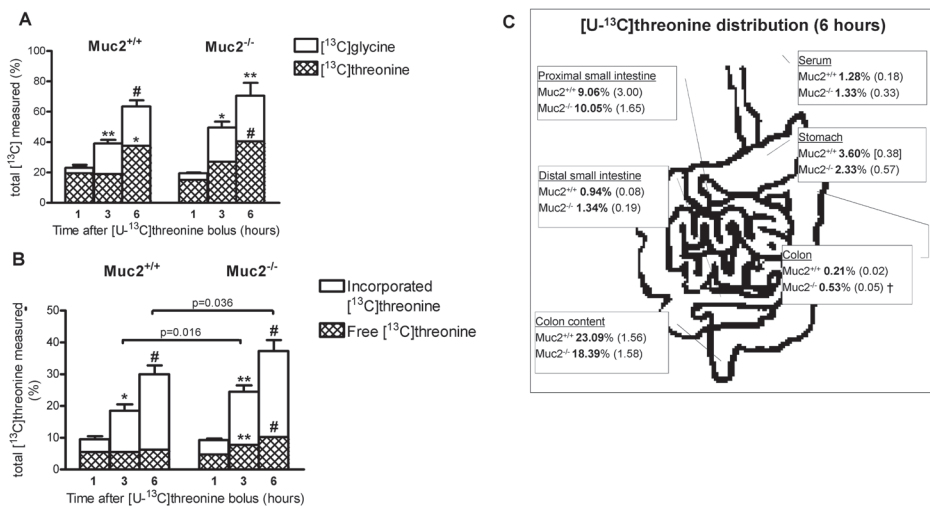 A
Muc2+/+
Muc2-/-
[13C]glycine
[13C]threonine
total [13C] measured (%)
100
80
60
40
20
0
**
#
*
*
**
#
1 3 6 1 3 6
Time after [U-13C]threonine bolus (hours)
B
Muc2+/+
Muc2-/-
Incorporated
[13C]threonine
Free [13C]threonine
total [13C]threonine measured
(%)
50
40
30
20
10
0
p=0.036
p=0.016
*
#
**
**
#
#
1 3 6 1 3 6
Time after [U-13C]threonine bolus (hours)
C
[U-13C]threonine distribution (6 hours)
Proximal small intestine
Muc2+/+ 9.06% (3.00)
Muc2-/- 10.05% (1.65)
Serum
Muc2+/+ 1.28% (0.18)
Muc2-/- 1.33% (0.33)
Stomach
Muc2+/+ 3.60% [0.38]
Muc2-/- 2.33% (0.57)
Distal small intestine
Muc2+/+ 0.94% (0.08)
Muc2-/- 1.34% (0.19)
Colon
Muc2+/+ 0.21% (0.02)
Muc2-/- 0.53% (0.05) †
Colon content
Muc2+/+ 23.09% (1.56)
Muc2-/- 18.39% (1.58)